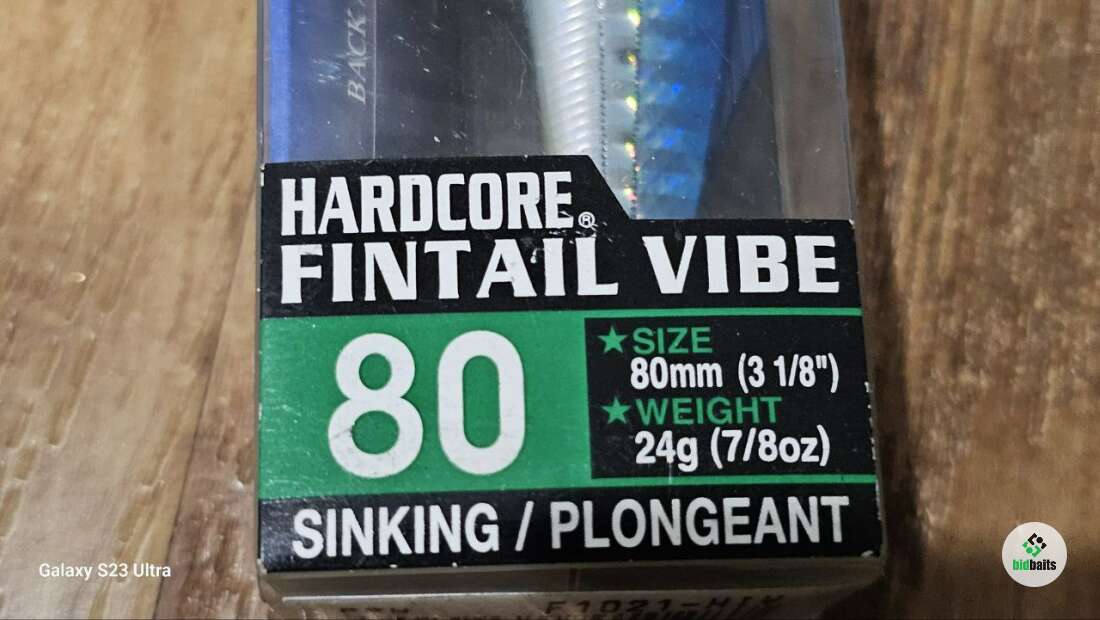 BACK
HARDCORE®
FINTAIL VIBE
80
★SIZE
80mm (3 1/8")
★WEIGHT
24g (7/8oz)
SINKING / PLONGEANT
Galaxy S23 Ultra
bidbaits